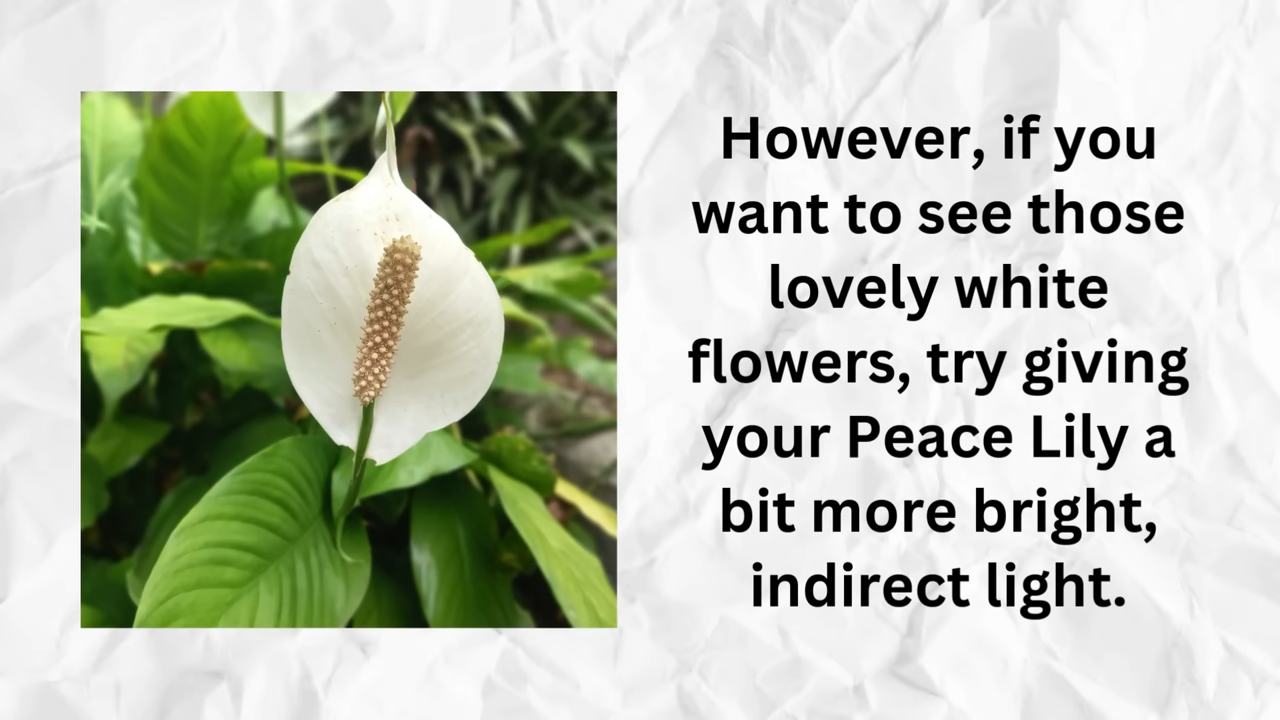 However, if you
want to see those
lovely white
flowers, try giving
your Peace Lily a
bit more bright,
indirect light.